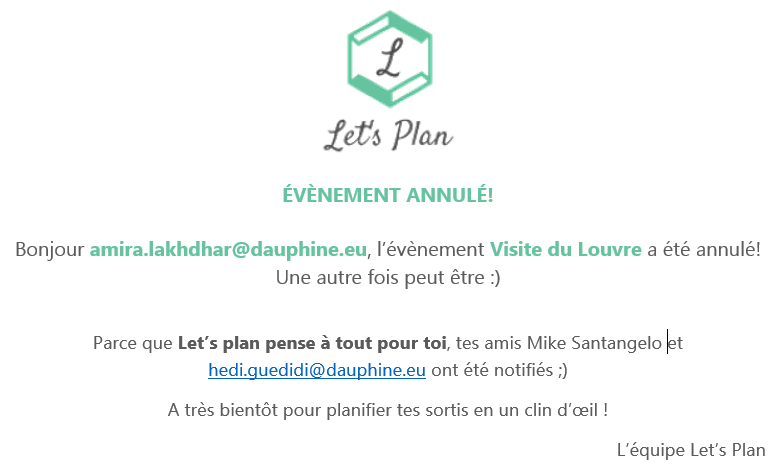 L
Let's Plan
ÉVÈNEMENT ANNULÉ!
Bonjour amira.lakhdhar@dauphine.eu, l’évènement Visite du Louvre a été annulé!
Une autre fois peut être :)
Parce que Let’s plan pense à tout pour toi, tes amis Mike Santangelo et
hedi.guedidi@dauphine.eu ont été notifiés ;)
A très bientôt pour planifier tes sortis en un clin d’œil !
L’équipe Let’s Plan